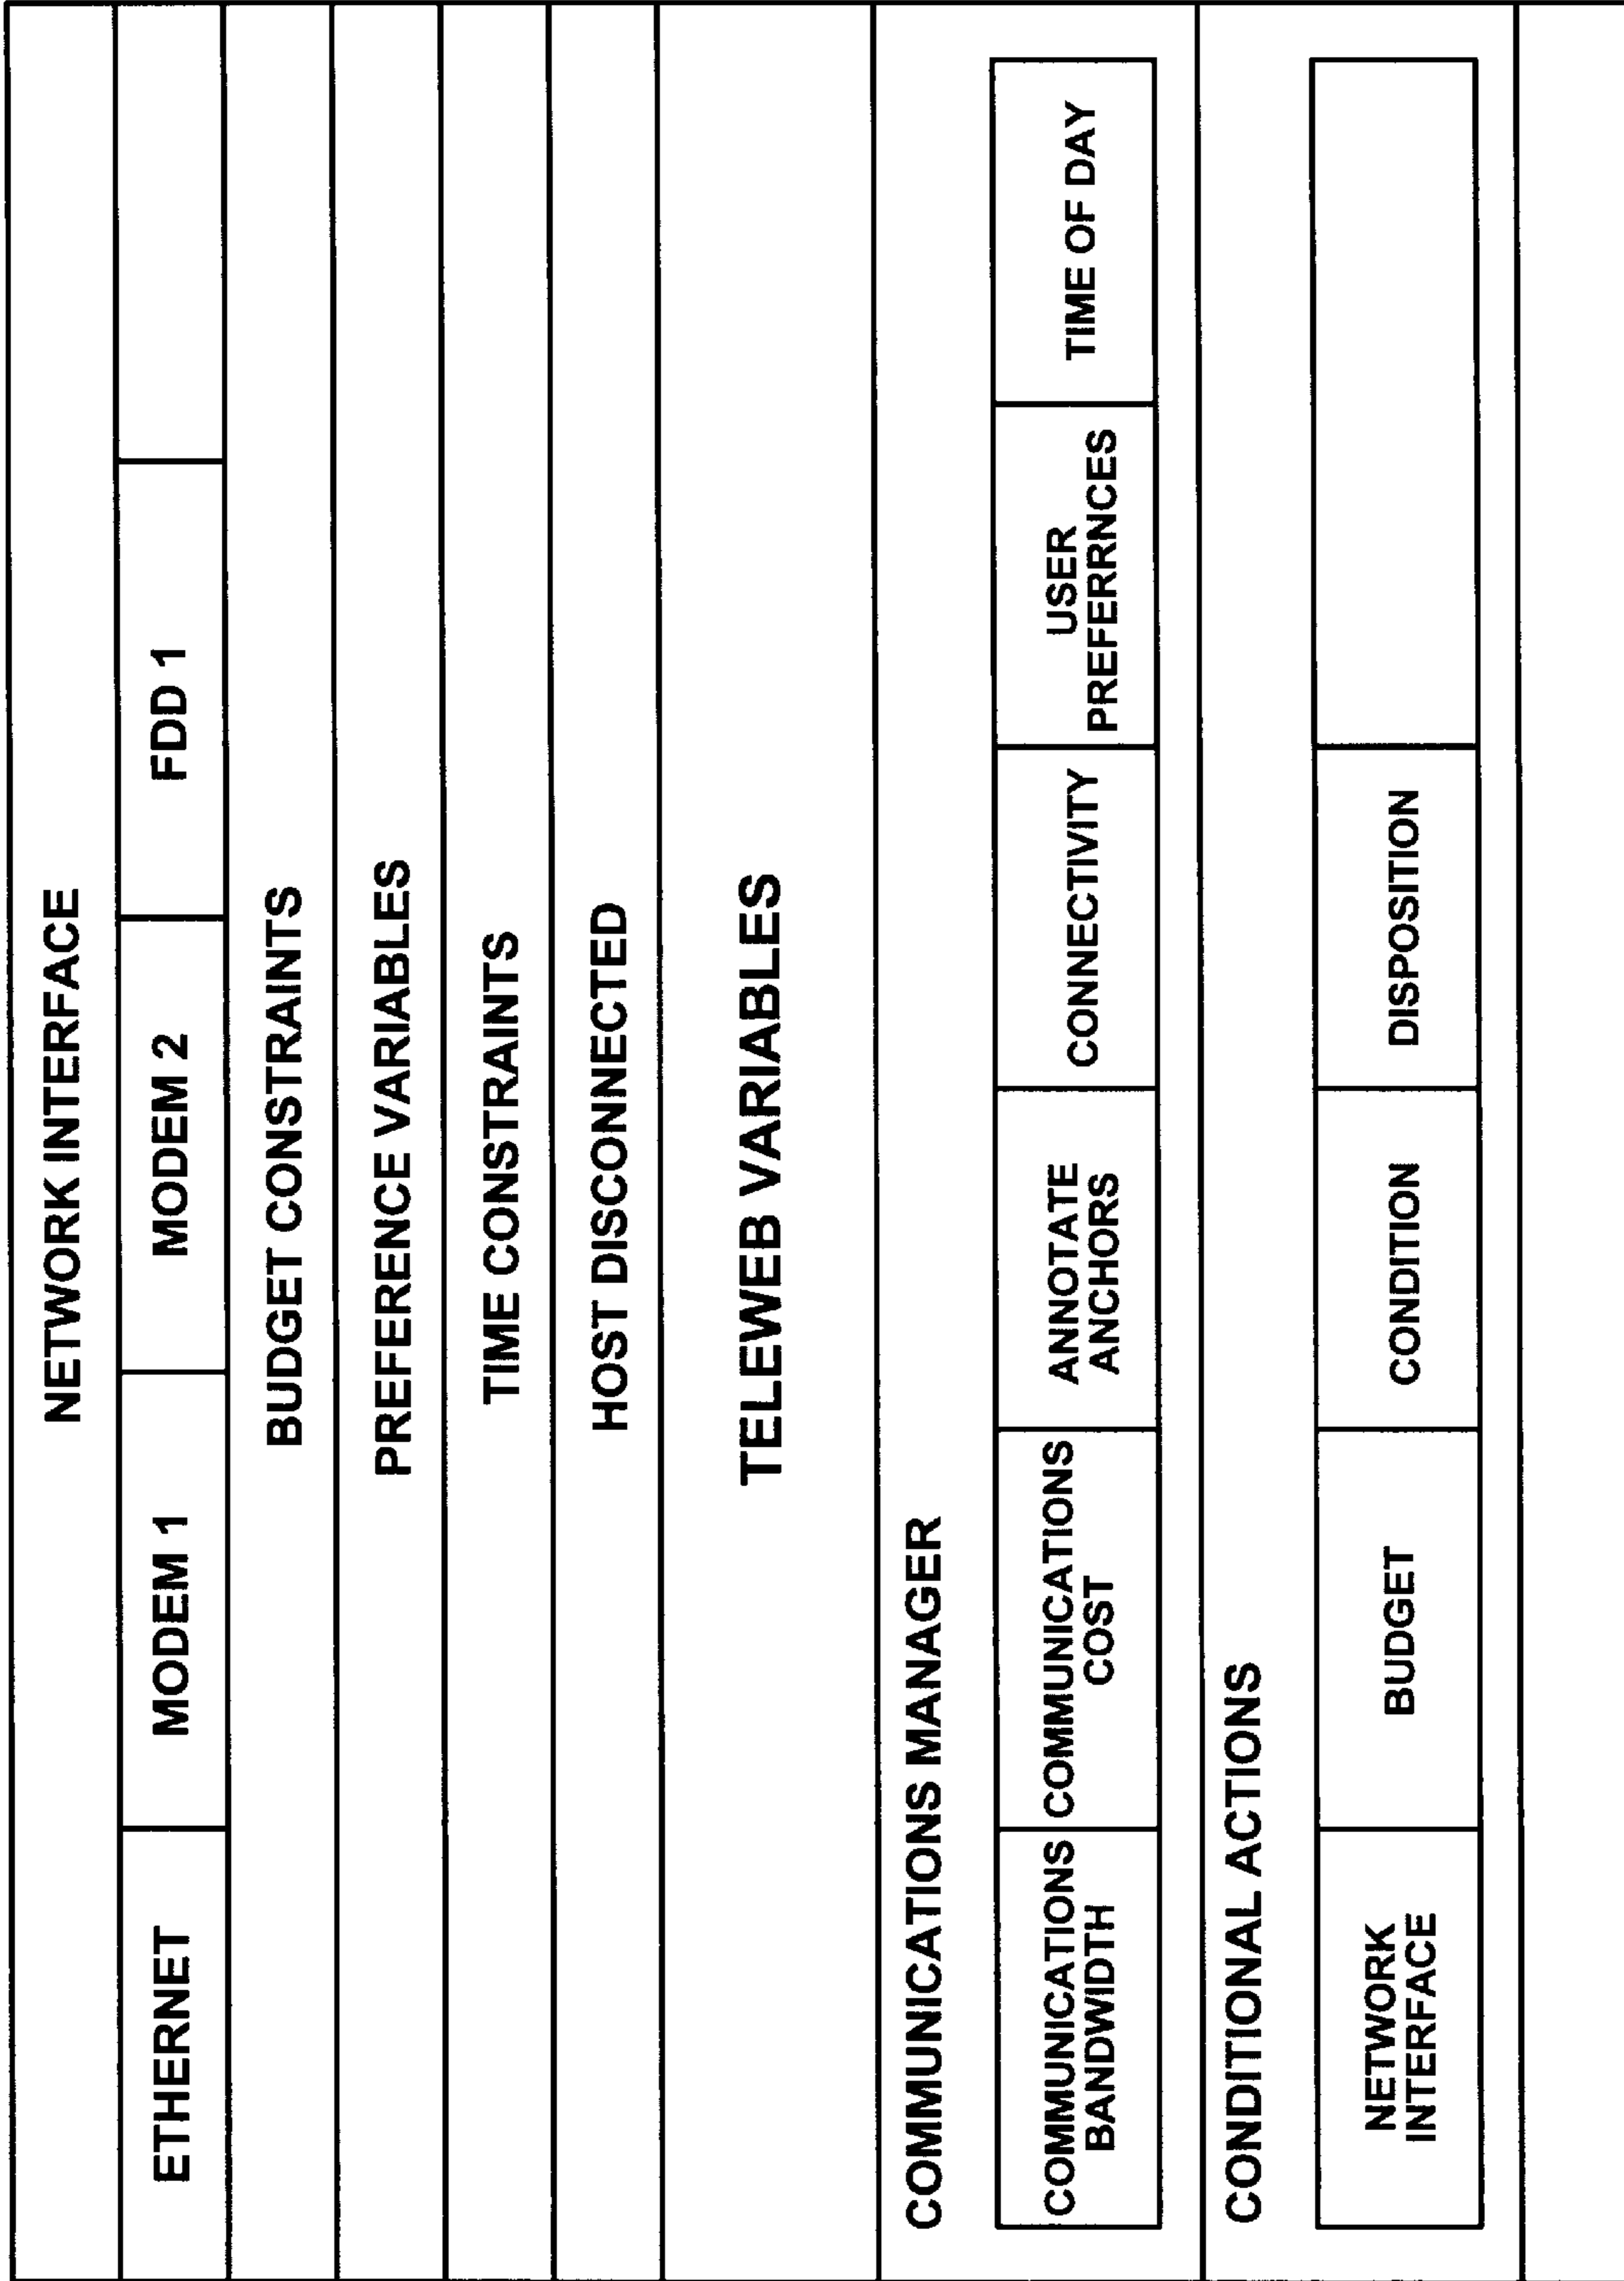 NETWORK INTERFACE
ETHERNET
MODEM 1
MODEM 2
FDD 1
BUDGET CONSTRAINTS
PREFERENCE VARIABLES
TIME CONSTRAINTS
HOST DISCONNECTED
TELEWEB VARIABLES
COMMUNICATIONS MANAGER
COMMUNICATIONS
BANDWIDTH
COMMUNICATIONS
COST
ANNOTATE
ANCHORS
CONNECTIVITY
USER
PREFERRNCES
TIME OF DAY
CONDITIONAL ACTIONS
NETWORK
INTERFACE
BUDGET
CONDITION
DISPOSITION